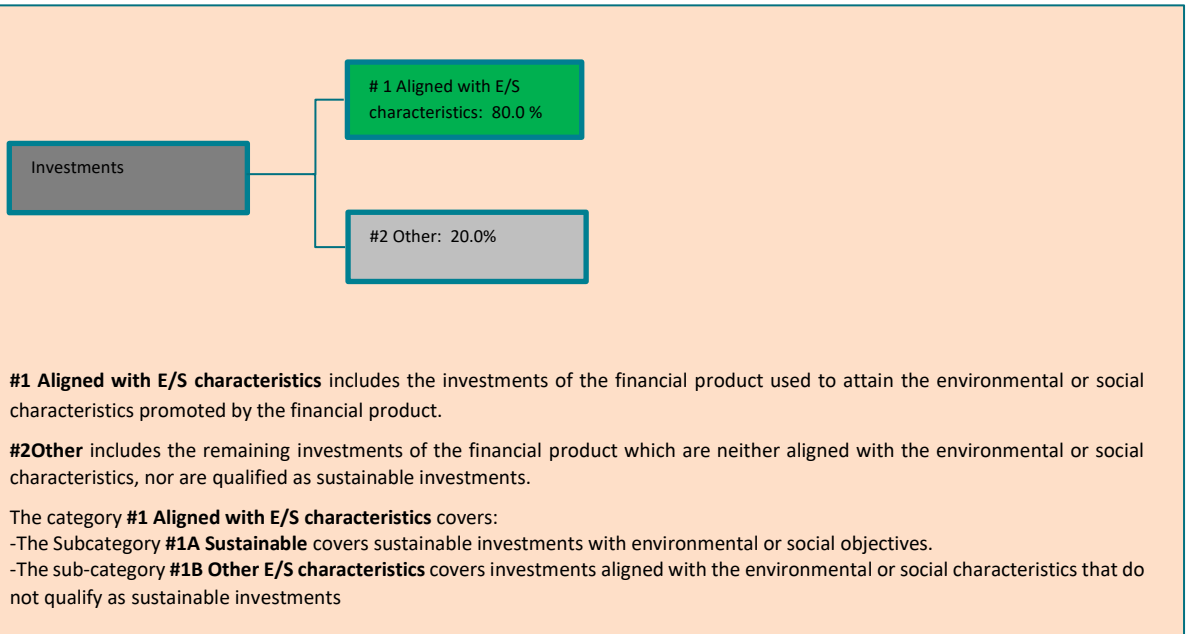 # 1 Aligned with E/S
characteristics: 80.0 %
Investments
#2 Other: 20.0%
#1 Aligned with E/S characteristics includes the investments of the financial product used to attain the environmental or social
characteristics promoted by the financial product.
#2Other includes the remaining investments of the financial product which are neither aligned with the environmental or social
characteristics, nor are qualified as sustainable investments.
The category #1 Aligned with E/S characteristics covers:
-The Subcategory #1A Sustainable covers sustainable investments with environmental or social objectives.
-The sub-category #1B Other E/S characteristics covers investments aligned with the environmental or social characteristics that do
not qualify as sustainable investments